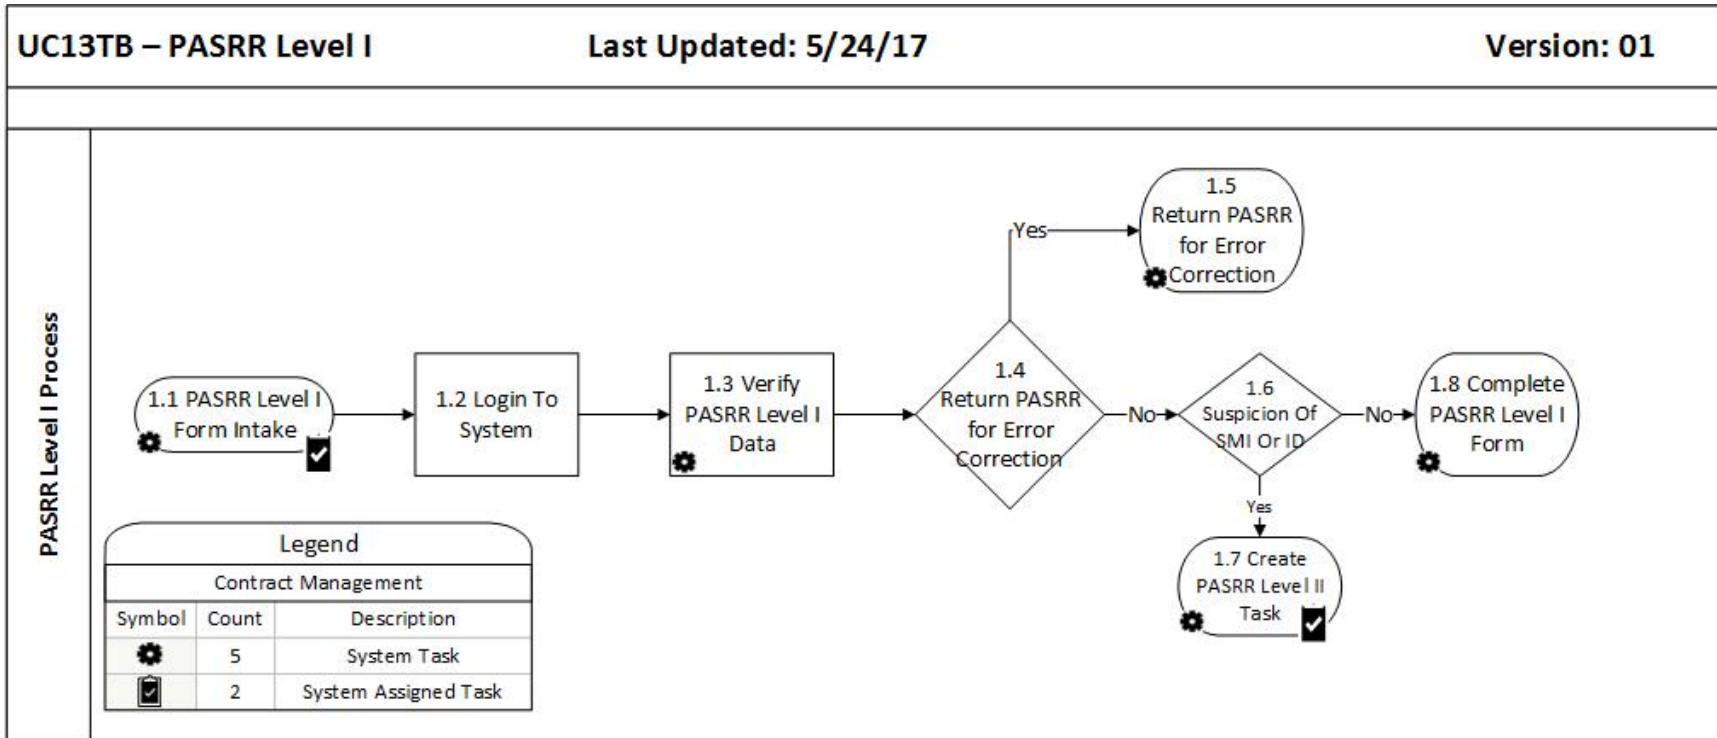 UC13TB – PASRR Level I Last Updated: 5/24/17 Version: 01
PASRR Level I Process
1.1 PASRR Level I
Form Intake
1.2 Login To
System
1.3 Verify
PASRR Level I
Data
1.4
Return PASRR
for Error
Correction
Yes
1.5
Return PASRR
for Error
Correction
No
1.6
Suspicion Of
SMI Or ID
Yes
1.7 Create
PASRR Level II
Task
No
1.8 Complete
PASRR Level I
Form
Legend
Contract Management
Symbol Count Description
5 System Task
2 System Assigned Task